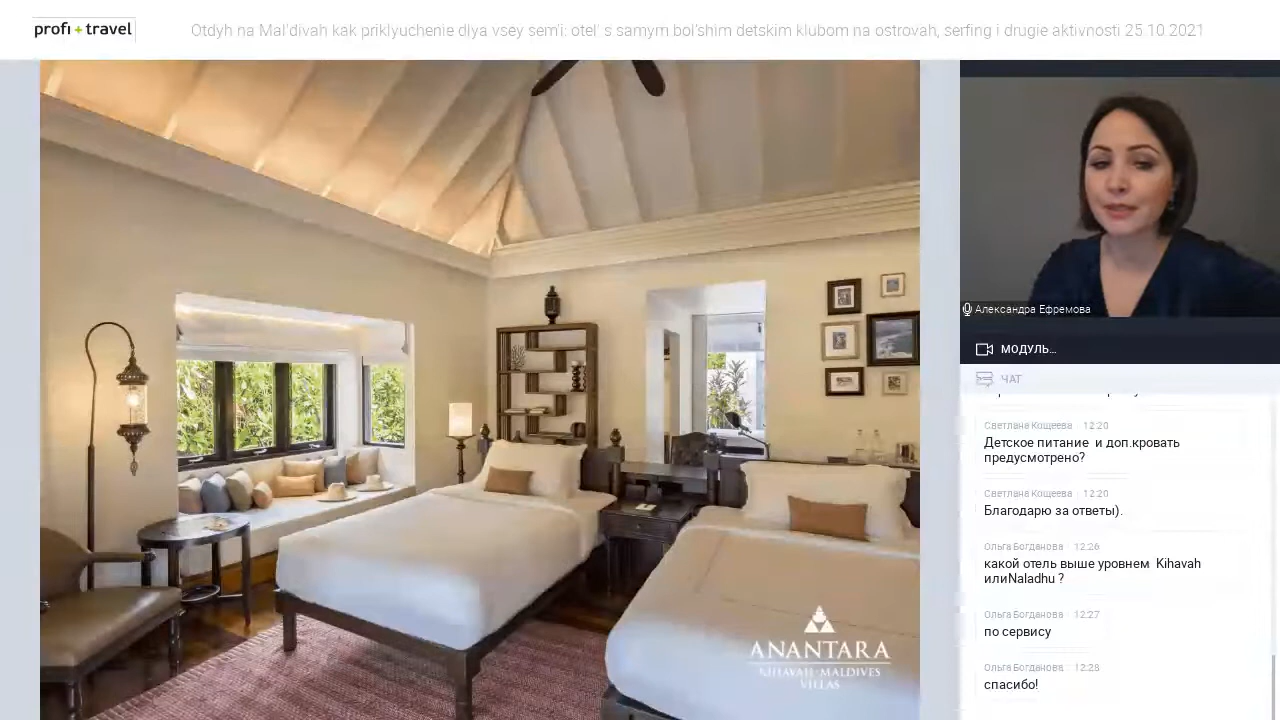 profi + travel
Otdyh na Mal'divah kak priklyuchenie dlya vsey sem'i: otel' s samym bol'shim detskim klubom na ostrovah, serfing i drugie aktivnosti 25.10.2021
Александра Ефремова
МОДУЛЬ...
ЧАТ
Светлана Кощеева · 12:20
Детское питание и доп.кровать
предусмотрено?
Светлана Кощеева · 12:20
Благодарю за ответы).
Ольга Богданова · 12:26
какой отель выше уровнем Kihavah
илиNaladhu ?
Ольга Богданова · 12:27
по сервису
Ольга Богданова · 12:28
спасибо!
ANANTARA
KIHAVAH MALDIVES
VILLAS